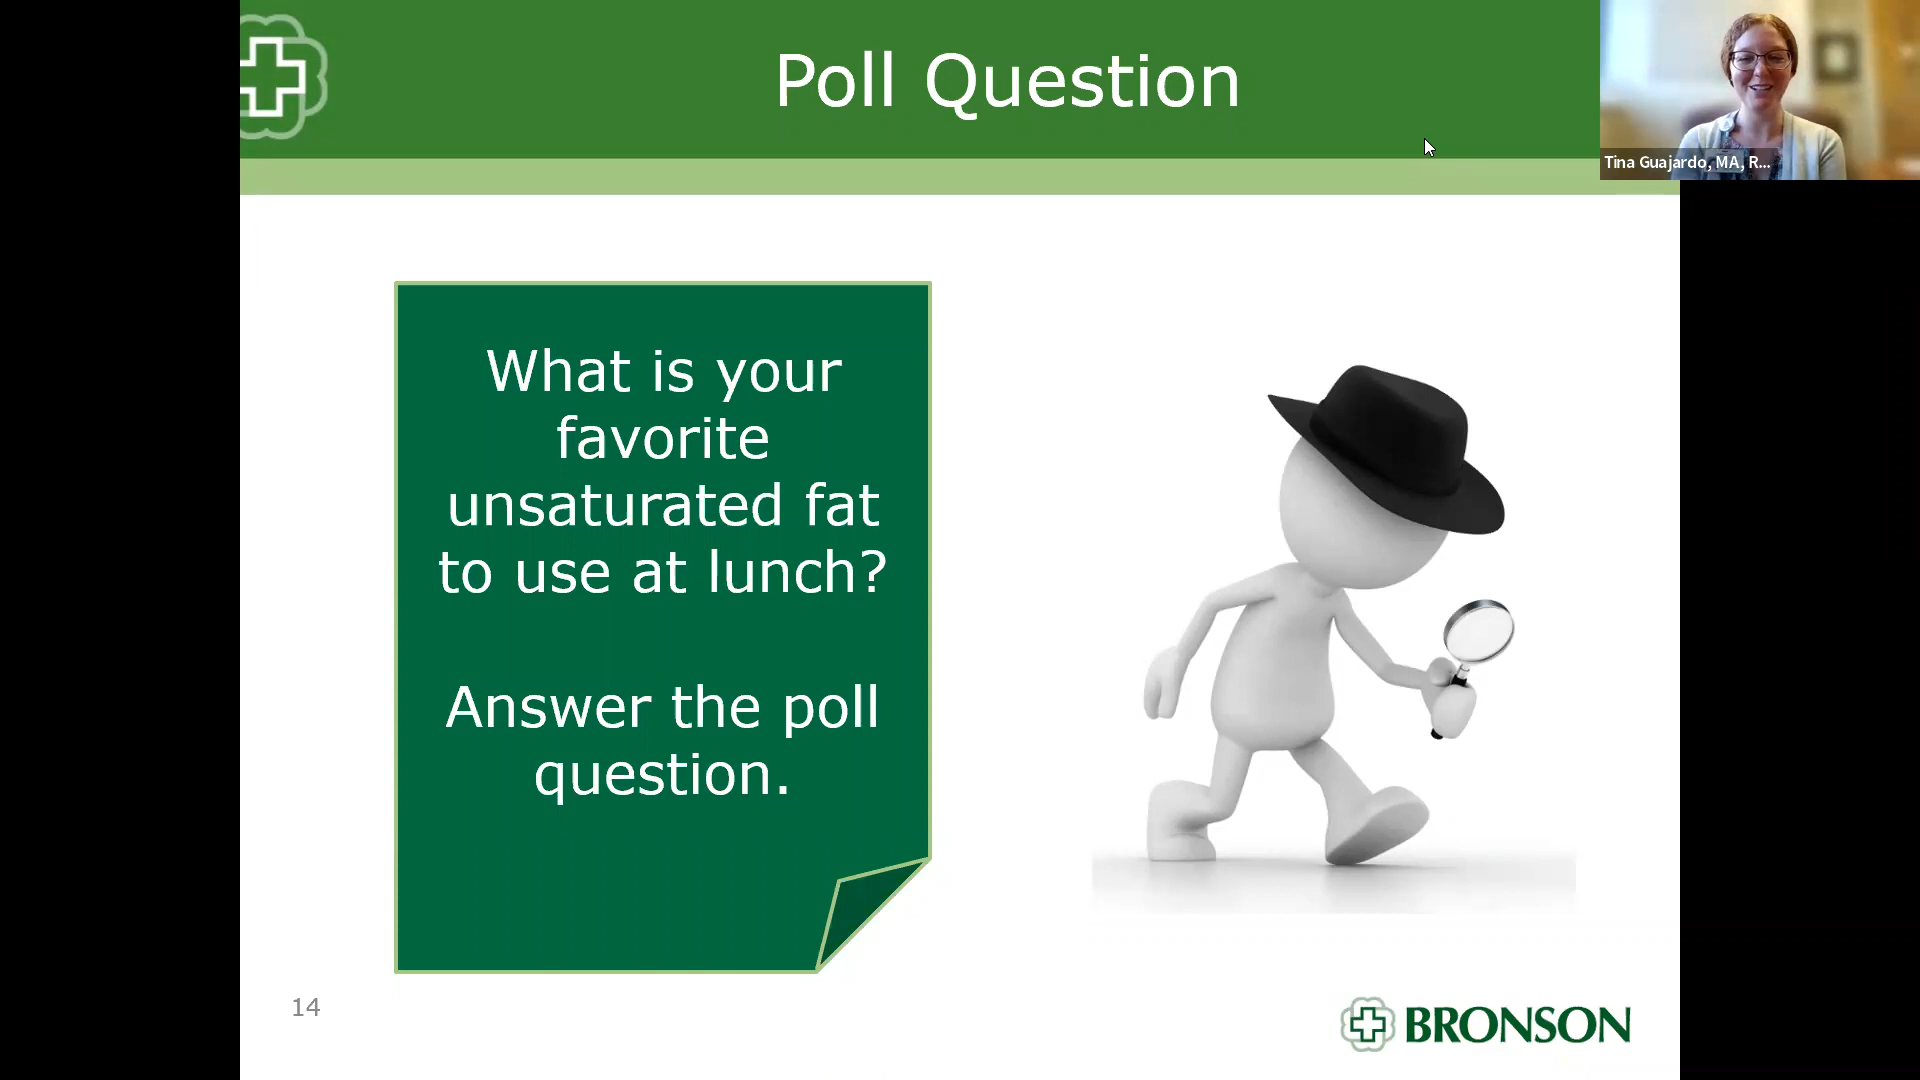 Poll Question
Tina Guajardo, MA, R...
What is your
favorite
unsaturated fat
to use at lunch?
Answer the poll
question.
14
BRONSON